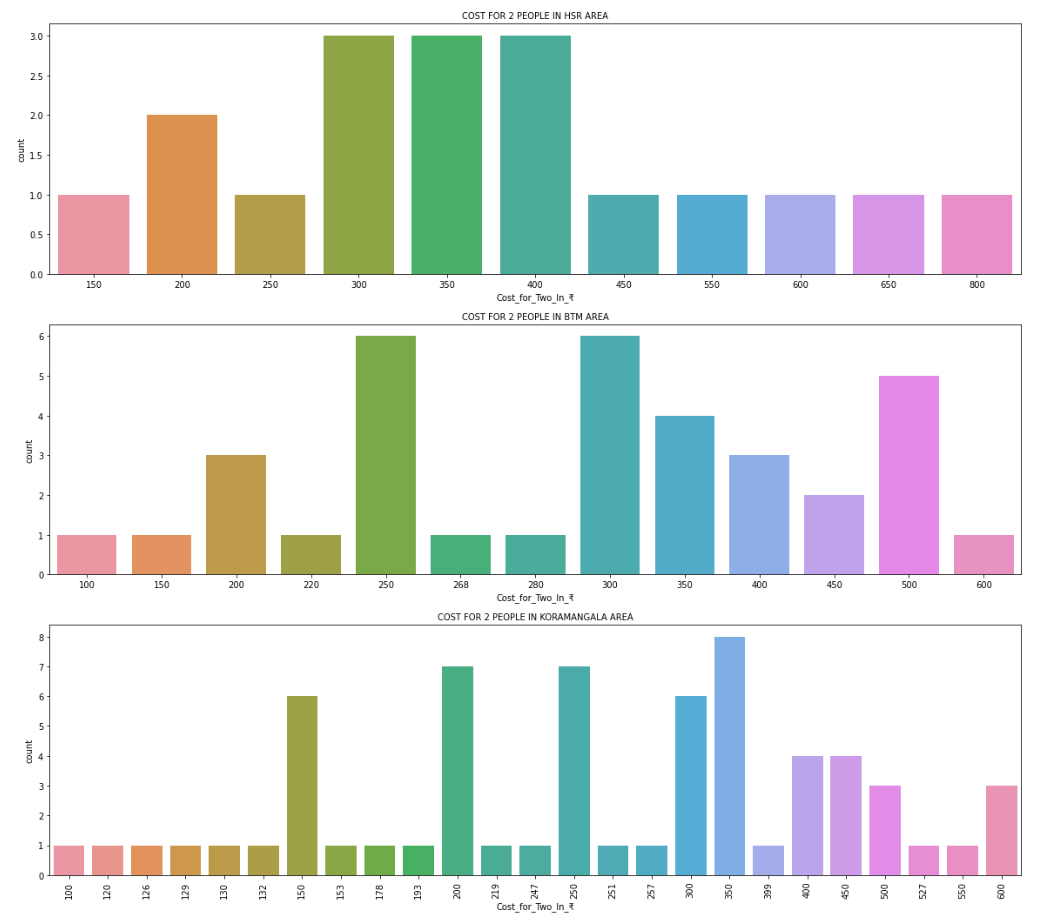 COST FOR 2 PEOPLE IN HSR AREA
3.0
2.5
2.0
1.5
1.0
0.5
0.0
count
150 200 250 300 350 400 450 550 600 650 800
Cost_for_Two_In_₹
COST FOR 2 PEOPLE IN BTM AREA
6
5
4
3
2
1
0
count
100 150 200 220 250 268 280 300 350 400 450 500 600
Cost_for_Two_In_₹
COST FOR 2 PEOPLE IN KORAMANGALA AREA
8
7
6
5
4
3
2
1
0
count
100 120 126 129 130 132 150 153 178 193 200 219 247 250 251 257 300 350 399 400 450 500 527 550 600
Cost_for_Two_In_₹